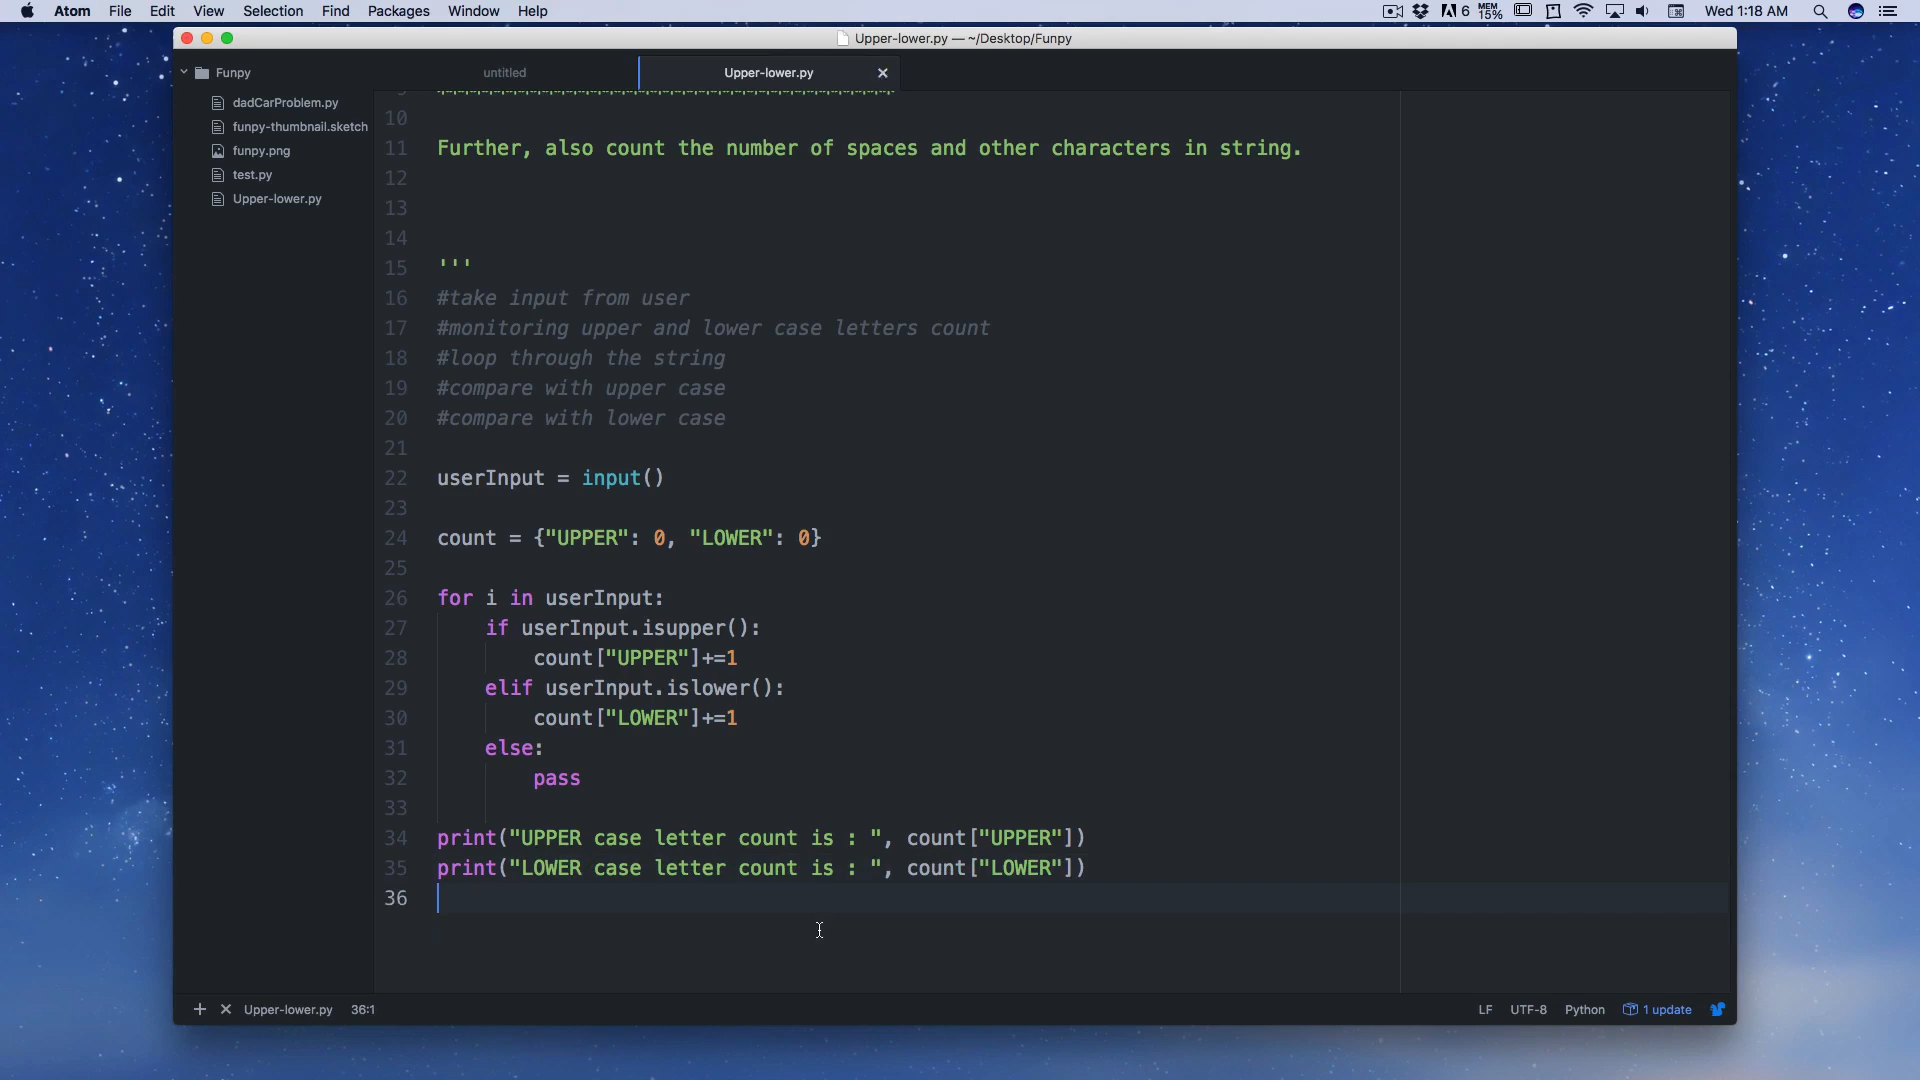 Atom File Edit View Selection Find Packages Window Help
6 MEM 15% Wed 1:18 AM
Upper-lower.py — ~/Desktop/Funpy
Funpy
untitled
Upper-lower.py
dadCarProblem.py
funpy-thumbnail.sketch
funpy.png
test.py
Upper-lower.py
10
11 Further, also count the number of spaces and other characters in string.
12
13
14
15 '''
16 #take input from user
17 #monitoring upper and lower case letters count
18 #loop through the string
19 #compare with upper case
20 #compare with lower case
21
22 userInput = input()
23
24 count = {"UPPER": 0, "LOWER": 0}
25
26 for i in userInput:
27 if userInput.isupper():
28 count["UPPER"]+=1
29 elif userInput.islower():
30 count["LOWER"]+=1
31 else:
32 pass
33
34 print("UPPER case letter count is : ", count["UPPER"])
35 print("LOWER case letter count is : ", count["LOWER"])
36
Upper-lower.py 36:1
LF UTF-8 Python 1 update